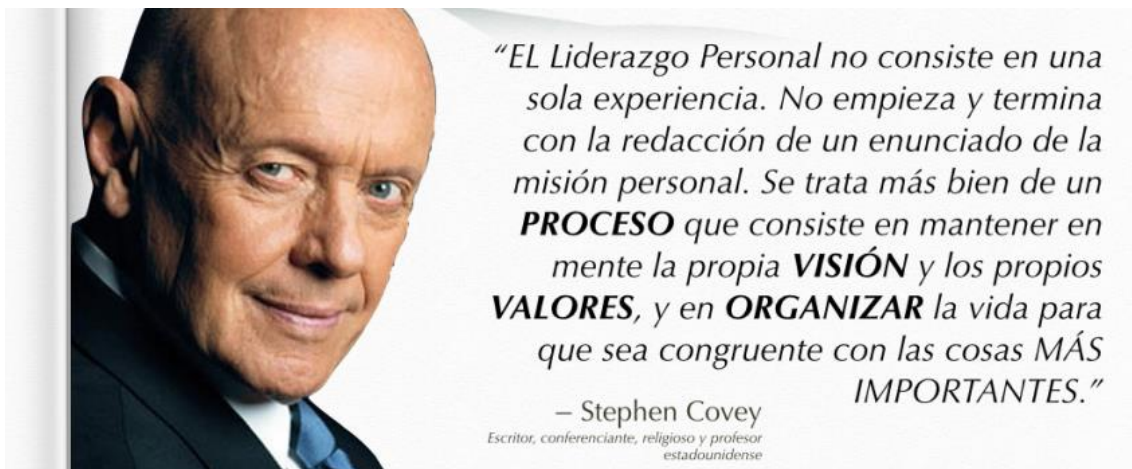 “EL Liderazgo Personal no consiste en una
sola experiencia. No empieza y termina
con la redacción de un enunciado de la
misión personal. Se trata más bien de un
PROCESO que consiste en mantener en
mente la propia VISIÓN y los propios
VALORES, y en ORGANIZAR la vida para
que sea congruente con las cosas MÁS
IMPORTANTES.”
– Stephen Covey
Escritor, conferenciante, religioso y profesor
estadounidense